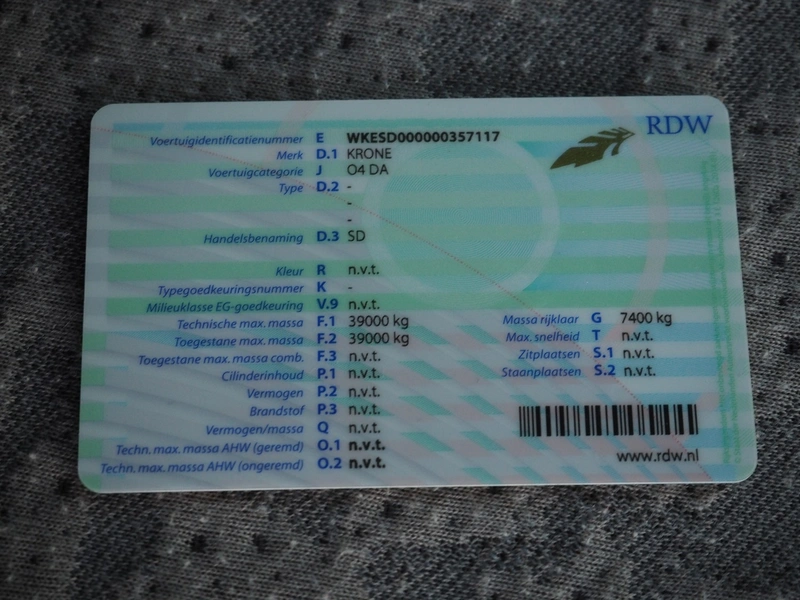 RDW
Voertuigidentificatienummer E WKESD000000357117
Merk D.1 KRONE
Voertuigcategorie J O4 DA
Type D.2 -
-
-
Handelsbenaming D.3 SD
Kleur R n.v.t.
Typegoedkeuringsnummer K -
Milieuklasse EG-goedkeuring V.9 n.v.t.
Technische max. massa F.1 39000 kg Massa rijklaar G 7400 kg
Toegestane max. massa F.2 39000 kg Max. snelheid T n.v.t.
Toegestane max. massa comb. F.3 n.v.t. Zitplaatsen S.1 n.v.t.
Cilinderinhoud P.1 n.v.t. Staanplaatsen S.2 n.v.t.
Vermogen P.2 n.v.t.
Brandstof P.3 n.v.t.
Vermogen/massa Q n.v.t.
Techn. max. massa AHW (geremd) O.1 n.v.t.
Techn. max. massa AHW (ongeremd) O.2 n.v.t.
www.rdw.nl